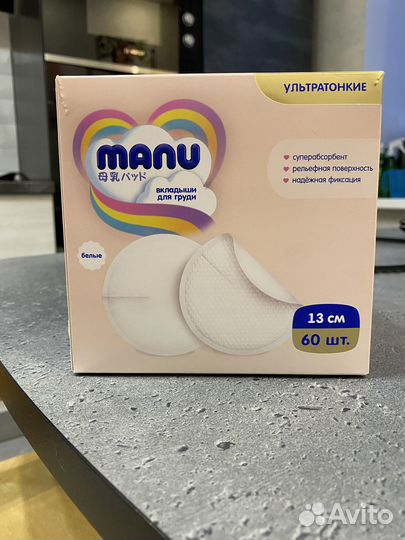 УЛЬТРАТОНКИЕ
manu
母乳パッド
вкладыши
для груди
суперабсорбент
рельефная поверхность
надёжная фиксация
белые
13 см
60 шт.
Avito